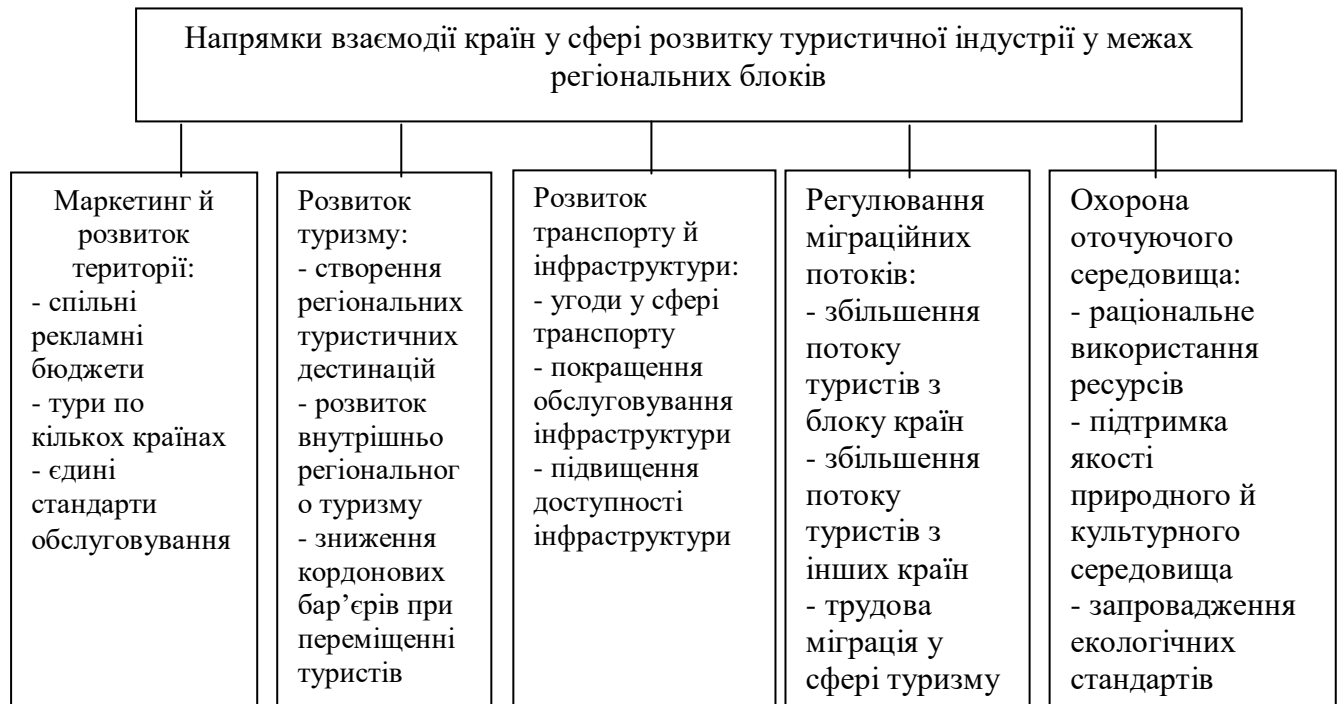 Напрямки взаємодії країн у сфері розвитку туристичної індустрії у межах
регіональних блоків
Маркетинг й
розвиток
території:
- спільні
рекламні
бюджети
- тури по
кількох країнах
- єдині
стандарти
обслуговування
Розвиток
туризму:
- створення
регіональних
туристичних
дестинацій
- розвиток
внутрішньо
регіональног
о туризму
- зниження
кордонових
бар’єрів при
переміщенні
туристів
Розвиток
транспорту й
інфраструктури:
- угоди у сфері
транспорту
- покращення
обслуговування
інфраструктури
- підвищення
доступності
інфраструктури
Регулювання
міграційних
потоків:
- збільшення
потоку
туристів з
блоку країн
- збільшення
потоку
туристів з
інших країн
- трудова
міграція у
сфері туризму
Охорона
оточуючого
середовища:
- раціональне
використання
ресурсів
- підтримка
якості
природного й
культурного
середовища
- запровадження
екологічних
стандартів